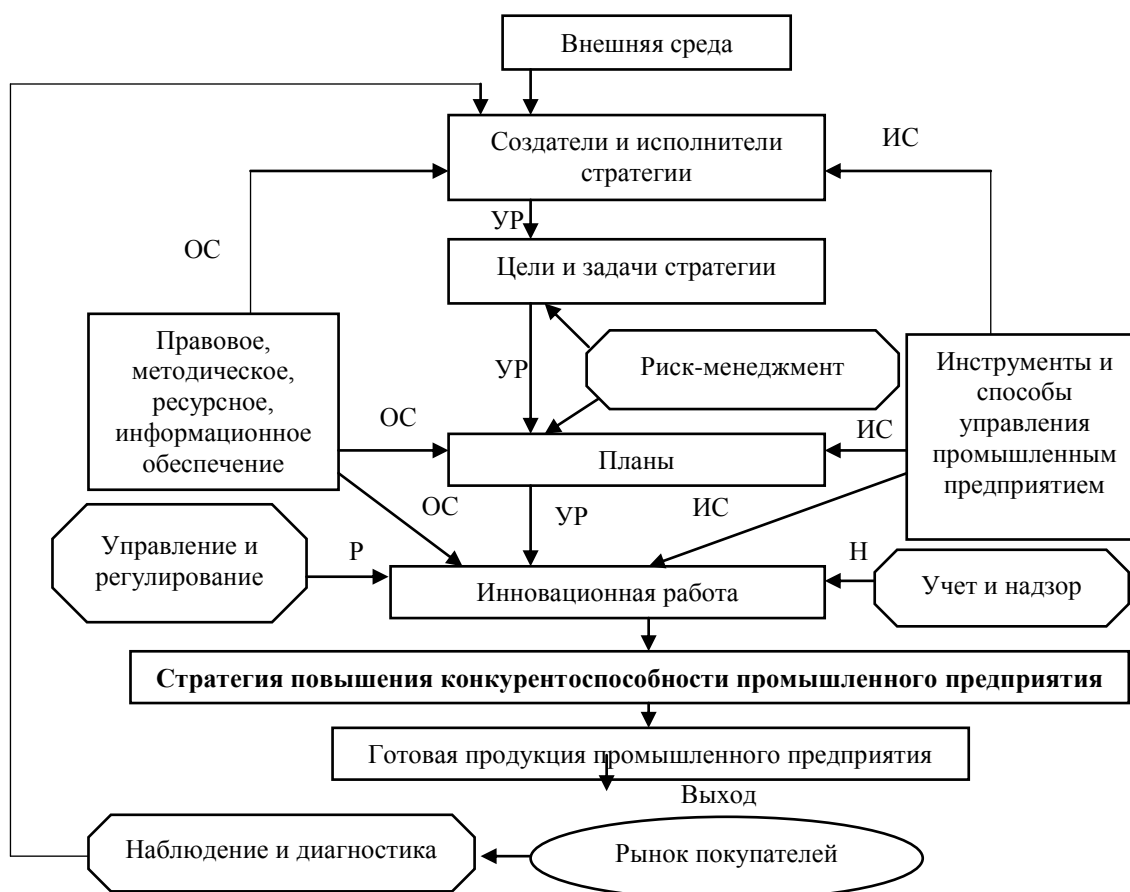 Внешняя среда
Создатели и исполнители
стратегии
ИС
УР
ОС
Цели и задачи стратегии
Правовое,
методическое,
ресурсное,
информационное
обеспечение
УР
Риск-менеджмент
Инструменты и
способы
управления
промышленным
предприятием
ОС
ИС
Планы
ОС
УР
ИС
Управление и
регулирование
Р
Н
Инновационная работа
Учет и надзор
Стратегия повышения конкурентоспособности промышленного предприятия
Готовая продукция промышленного предприятия
Выход
Наблюдение и диагностика
Рынок покупателей